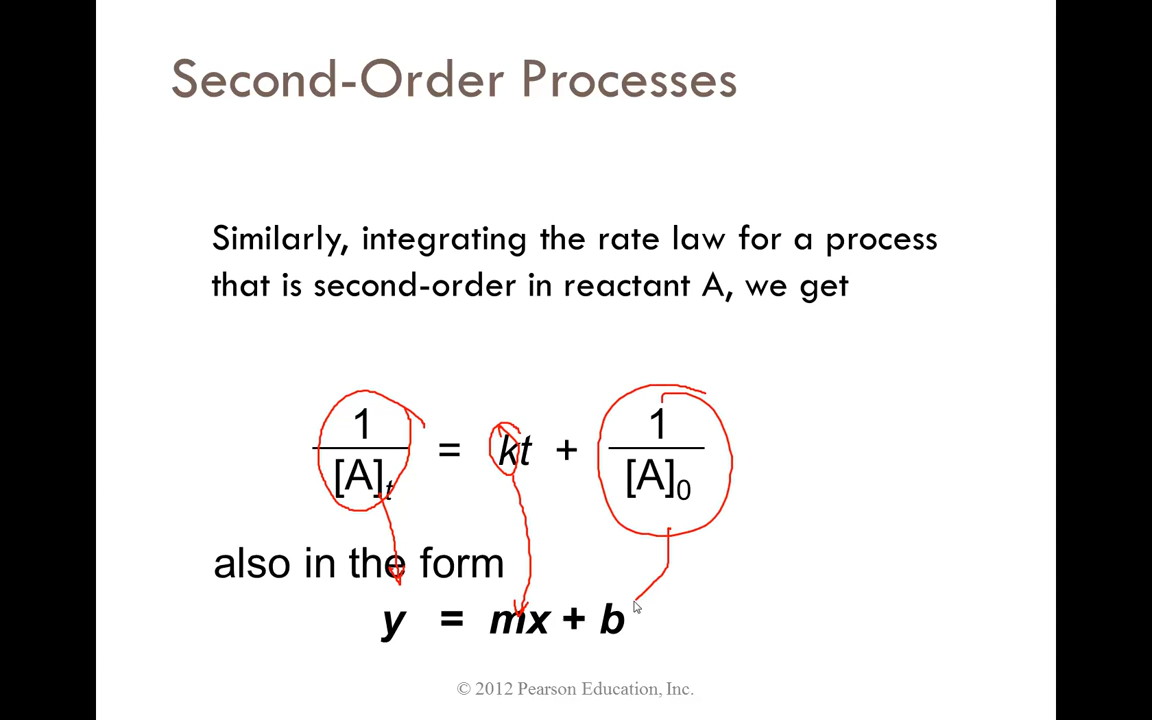 Second-Order Processes
Similarly, integrating the rate law for a process
that is second-order in reactant A, we get
1/[A]t = kt + 1/[A]0
also in the form
y = mx + b
© 2012 Pearson Education, Inc.